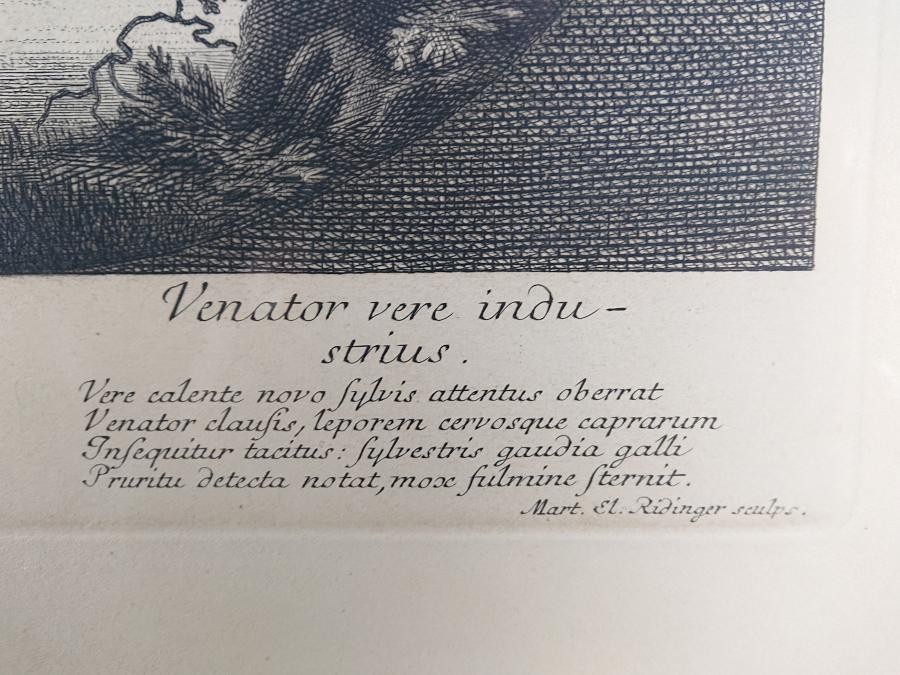 Venator vere indu-
strius.
Vere calente novo ſylvis attentus oberrat
Venator clauſis, leporem cervosque caprarum
Inſequitur tacitus: ſylvestris gaudia galli
Pruritu detecta notat, mox fulmine ſternit.
Mart. El. Ridinger sculps.